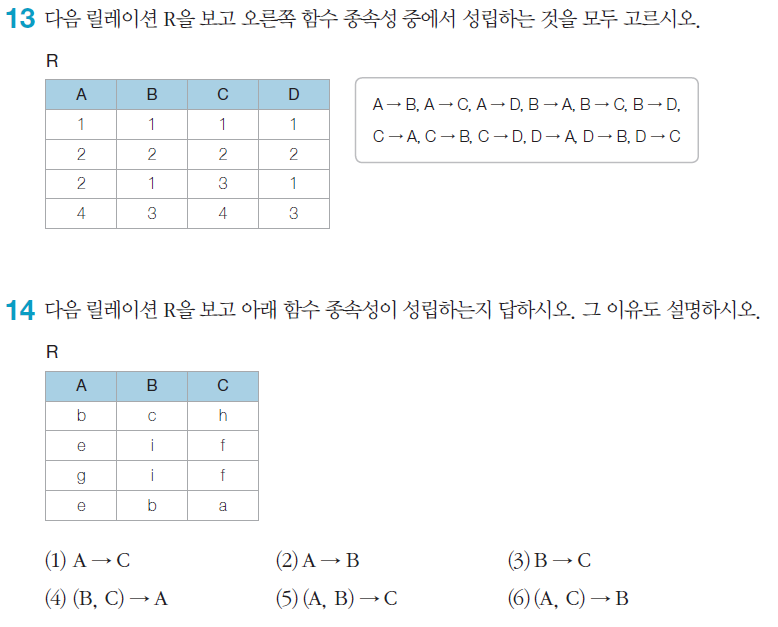 13 다음 릴레이션 R을 보고 오른쪽 함수 종속성 중에서 성립하는 것을 모두 고르시오.
R
A B C D
1 1 1 1
2 2 2 2
2 1 3 1
4 3 4 3
A → B, A → C, A → D, B → A, B → C, B → D,
C → A, C → B, C → D, D → A, D → B, D → C
14 다음 릴레이션 R을 보고 아래 함수 종속성이 성립하는지 답하시오. 그 이유도 설명하시오.
R
A B C
b c h
e i f
g i f
e b a
(1) A → C (2) A → B (3) B → C
(4) (B, C) → A (5) (A, B) → C (6) (A, C) → B